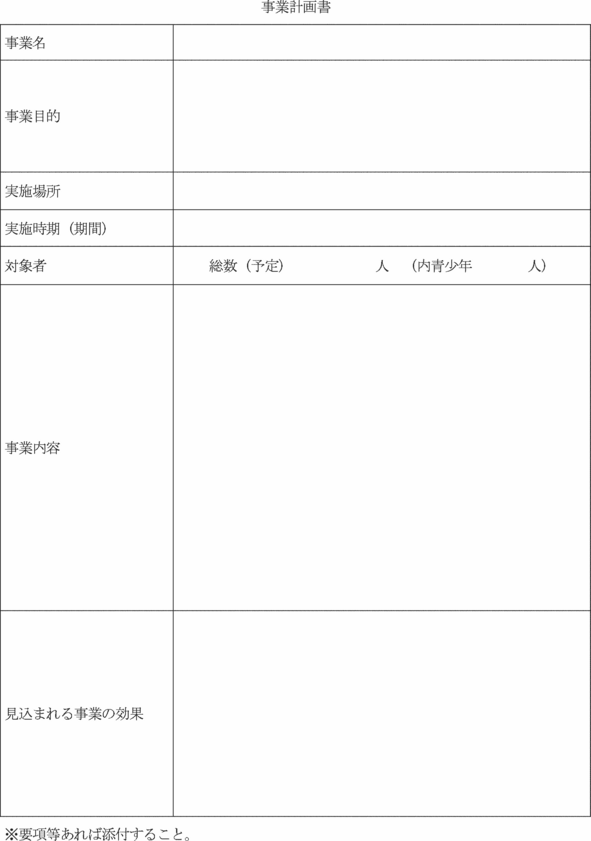 事業計画書
事業名
事業目的
実施場所
実施時期（期間）
対象者 総数（予定） 人 （内青少年 人）
事業内容
見込まれる事業の効果
※要項等あれば添付すること。